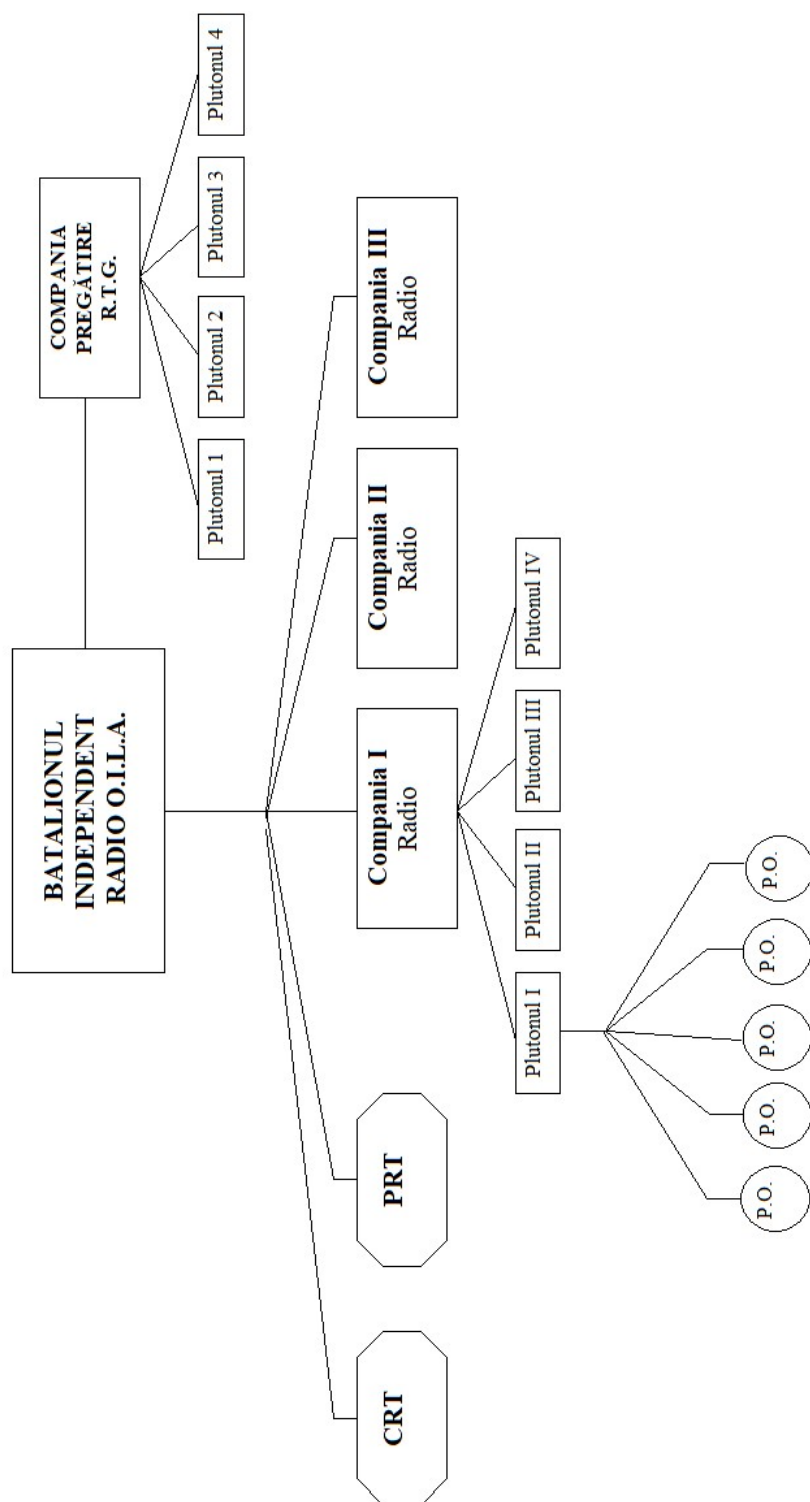 BATALIONUL
INDEPENDENT
RADIO O.I.L.A.
COMPANIA
PREGĂTIRE
R.T.G.
Plutonul 1
Plutonul 2
Plutonul 3
Plutonul 4
CRT
PRT
Compania I
Radio
Compania II
Radio
Compania III
Radio
Plutonul I
Plutonul II
Plutonul III
Plutonul IV
P.O.
P.O.
P.O.
P.O.
P.O.